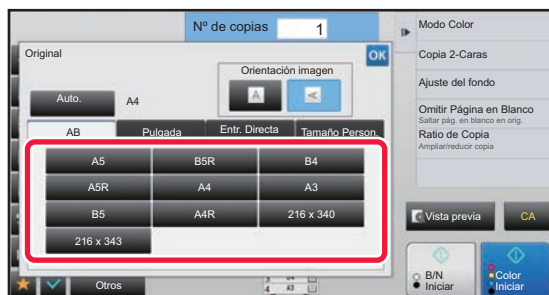 Nº de copias 1
Original
OK
Orientación imagen
A A
Auto. A4
AB Pulgada Entr. Directa Tamaño Person.
A5 B5R B4
A5R A4 A3
B5 A4R 216 x 340
216 x 343
Otros
A3
Modo Color
Copia 2-Caras
Ajuste del fondo
Omitir Página en Blanco
Saltar pág. en blanco en orig.
Ratio de Copia
Ampliar/reducir copia
Vista previa CA
B/N
Iniciar
Color
Iniciar